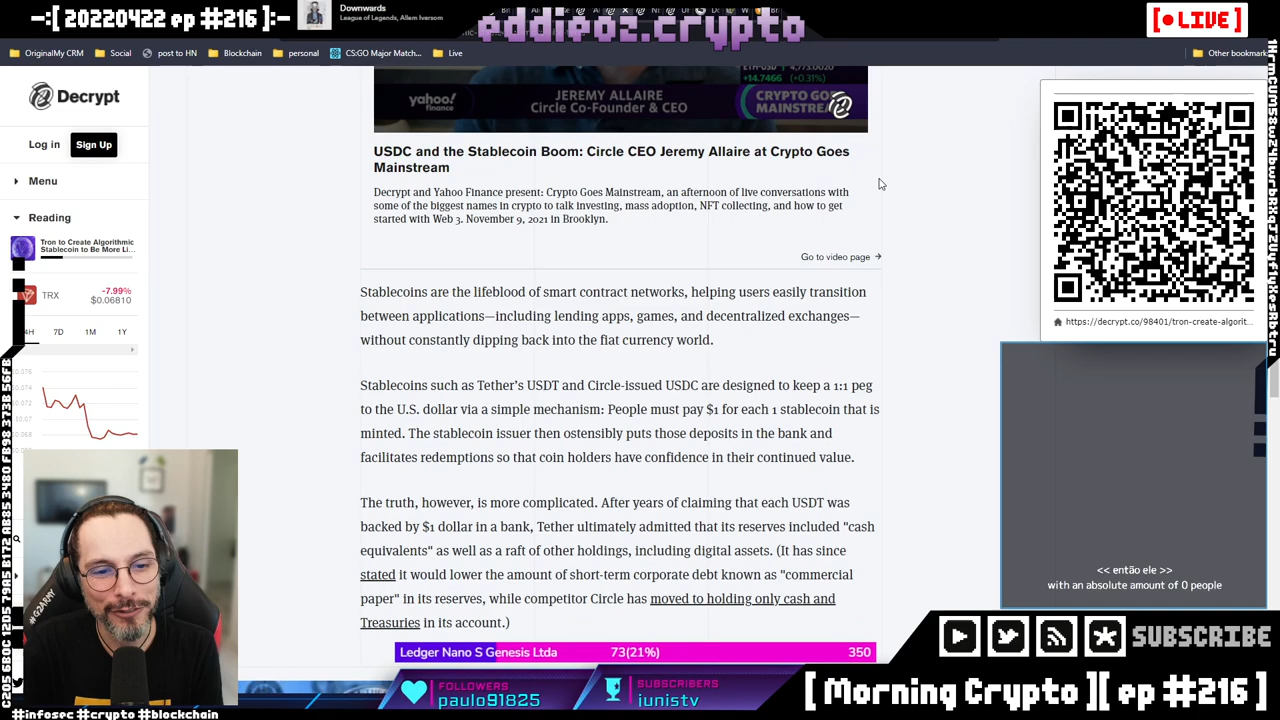 -:[ 20220422 ep #216 ]:-
Downwards
League of Legends, Allem Iverson
eddieoz.crypto
[● LIVE]
OriginalMy CRM
Social
post to HN
Blockchain
personal
CS:GO Major Match...
Live
Other bookmark
Decrypt
Log in
Sign Up
Menu
Reading
Tron to Create Algorithmic
Stablecoin to Be More Li...
TRX
-7.99%
$0.06810
7D
1M
1Y
yahoo!
finance
JEREMY ALLAIRE
Circle Co-Founder & CEO
ETH-USD
+14.7466 (+0.31%)
CRYPTO GOES
MAINSTREAM
USDC and the Stablecoin Boom: Circle CEO Jeremy Allaire at Crypto Goes
Mainstream
Decrypt and Yahoo Finance present: Crypto Goes Mainstream, an afternoon of live conversations with
some of the biggest names in crypto to talk investing, mass adoption, NFT collecting, and how to get
started with Web 3. November 9, 2021 in Brooklyn.
Go to video page →
Stablecoins are the lifeblood of smart contract networks, helping users easily transition
between applications—including lending apps, games, and decentralized exchanges—
without constantly dipping back into the fiat currency world.
Stablecoins such as Tether's USDT and Circle-issued USDC are designed to keep a 1:1 peg
to the U.S. dollar via a simple mechanism: People must pay $1 for each 1 stablecoin that is
minted. The stablecoin issuer then ostensibly puts those deposits in the bank and
facilitates redemptions so that coin holders have confidence in their continued value.
The truth, however, is more complicated. After years of claiming that each USDT was
backed by $1 dollar in a bank, Tether ultimately admitted that its reserves included "cash
equivalents" as well as a raft of other holdings, including digital assets. (It has since
stated it would lower the amount of short-term corporate debt known as "commercial
paper" in its reserves, while competitor Circle has moved to holding only cash and
Treasuries in its account.)
https://decrypt.co/98401/tron-create-algorit...
<< então ele >>
with an absolute amount of 0 people
#G2ARMY
Ledger Nano S Genesis Ltda
73(21%)
350
FOLLOWERS
paulo91825
SUBSCRIBERS
iunistv
SUBSCRIBE
[ Morning Crypto ][ ep #216 ]
#infosec #crypto #blockchain